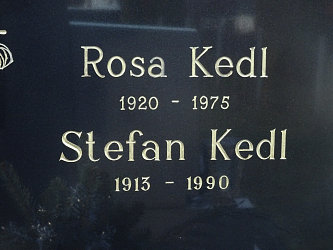 Rosa Kedl
1920 - 1975
Stefan Kedl
1913 - 1990